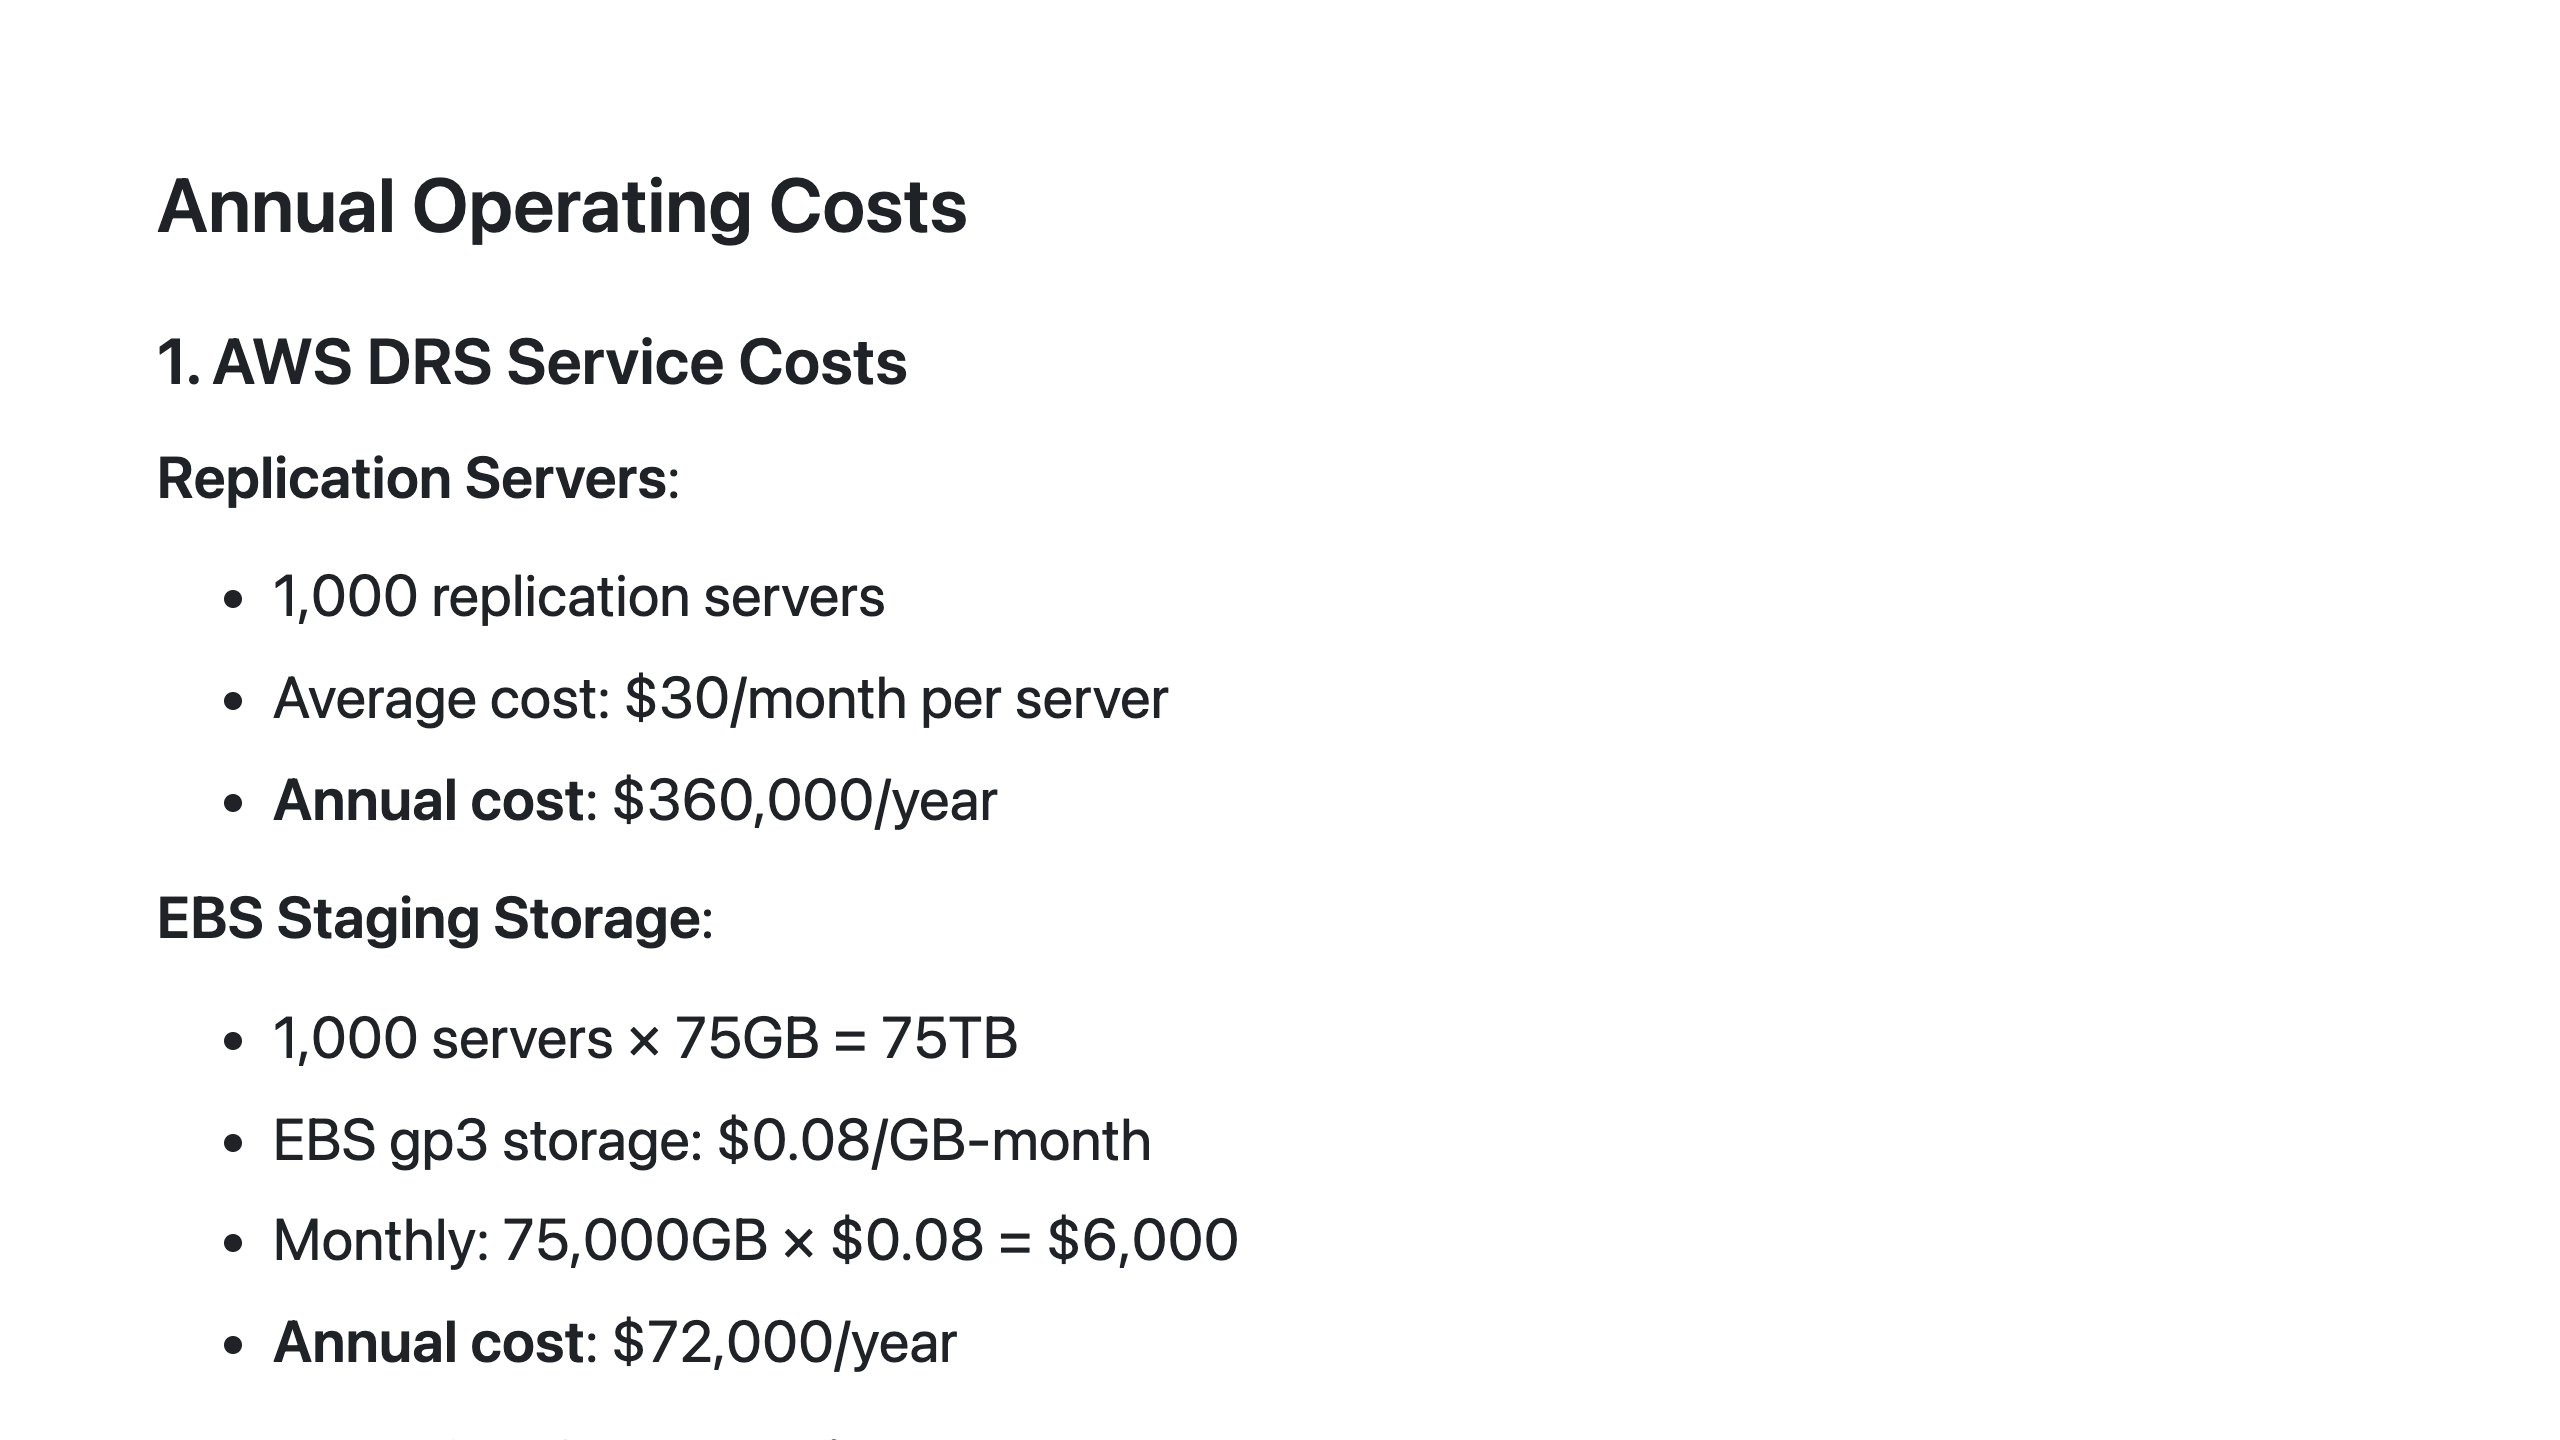 Annual Operating Costs
1. AWS DRS Service Costs
Replication Servers:
• 1,000 replication servers
• Average cost: $30/month per server
• Annual cost: $360,000/year
EBS Staging Storage:
• 1,000 servers × 75GB = 75TB
• EBS gp3 storage: $0.08/GB-month
• Monthly: 75,000GB × $0.08 = $6,000
• Annual cost: $72,000/year